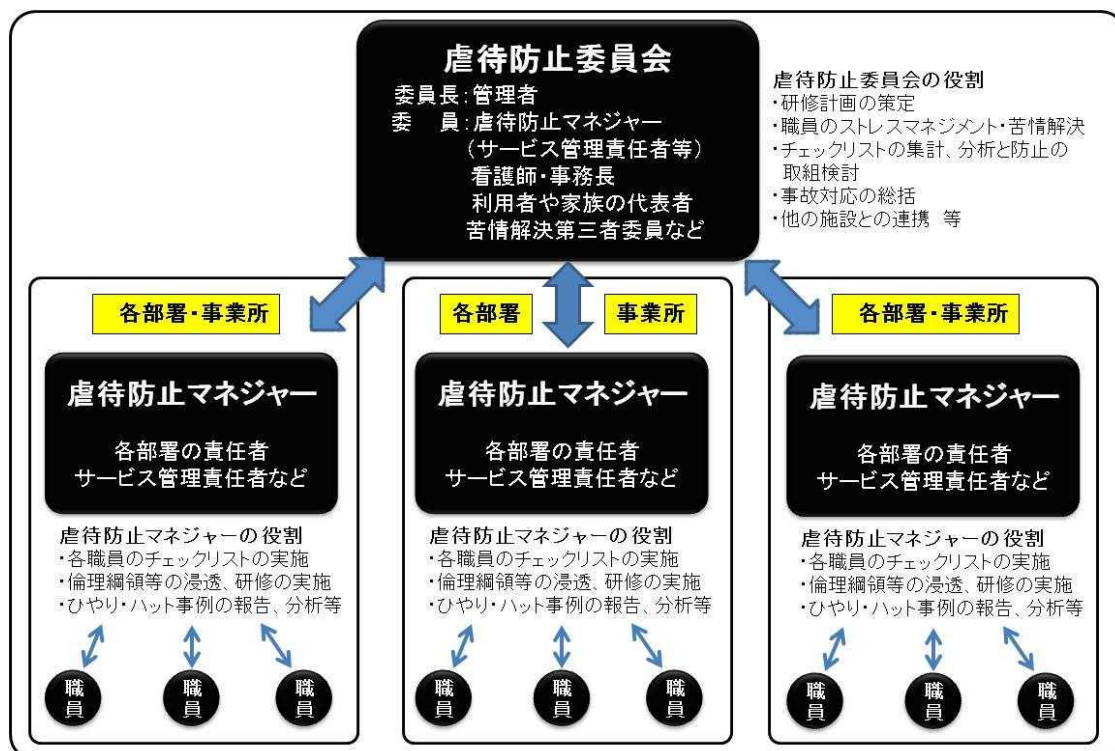 虐待防止委員会
委員長：管理者
委　員：虐待防止マネジャー
（サービス管理責任者等）
看護師・事務長
利用者や家族の代表者
苦情解決第三者委員など
虐待防止委員会の役割
・研修計画の策定
・職員のストレスマネジメント・苦情解決
・チェックリストの集計、分析と防止の
取組検討
・事故対応の総括
・他の施設との連携　等
各部署・事業所
虐待防止マネジャー
各部署の責任者
サービス管理責任者など
虐待防止マネジャーの役割
・各職員のチェックリストの実施
・倫理綱領等の浸透、研修の実施
・ひやり・ハット事例の報告、分析等
職員
職員
職員
各部署
事業所
虐待防止マネジャー
各部署の責任者
サービス管理責任者など
虐待防止マネジャーの役割
・各職員のチェックリストの実施
・倫理綱領等の浸透、研修の実施
・ひやり・ハット事例の報告、分析等
職員
職員
職員
各部署・事業所
虐待防止マネジャー
各部署の責任者
サービス管理責任者など
虐待防止マネジャーの役割
・各職員のチェックリストの実施
・倫理綱領等の浸透、研修の実施
・ひやり・ハット事例の報告、分析等
職員
職員
職員